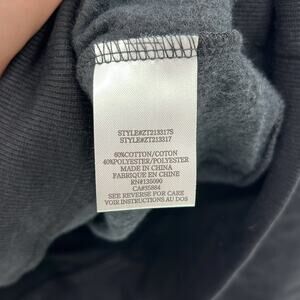 STYLE#ZT213317S
STYLE#ZT213317
60%COTTON/COTON
40%POLYESTER/POLYESTER
MADE IN CHINA
FABRIQUE EN CHINE
RN#135090
CA#35884
SEE REVERSE FOR CARE
VOIR INSTRUCTIONS AU DOS